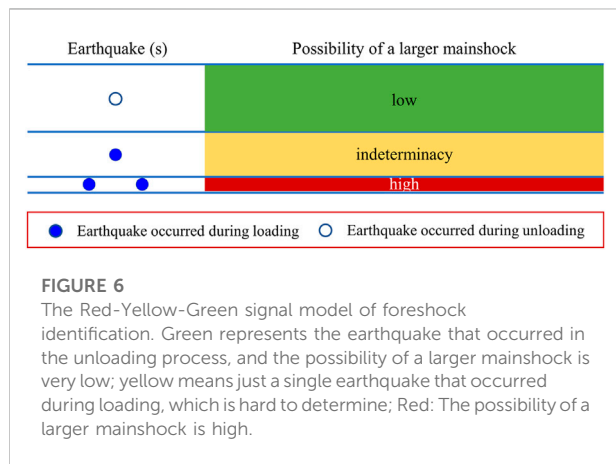 Earthquake (s) Possibility of a larger mainshock
low
indeterminacy
high
Earthquake occurred during loading Earthquake occurred during unloading
FIGURE 6
The Red-Yellow-Green signal model of foreshock
identification. Green represents the earthquake that occurred in
the unloading process, and the possibility of a larger mainshock is
very low; yellow means just a single earthquake that occurred
during loading, which is hard to determine; Red: The possibility of a
larger mainshock is high.